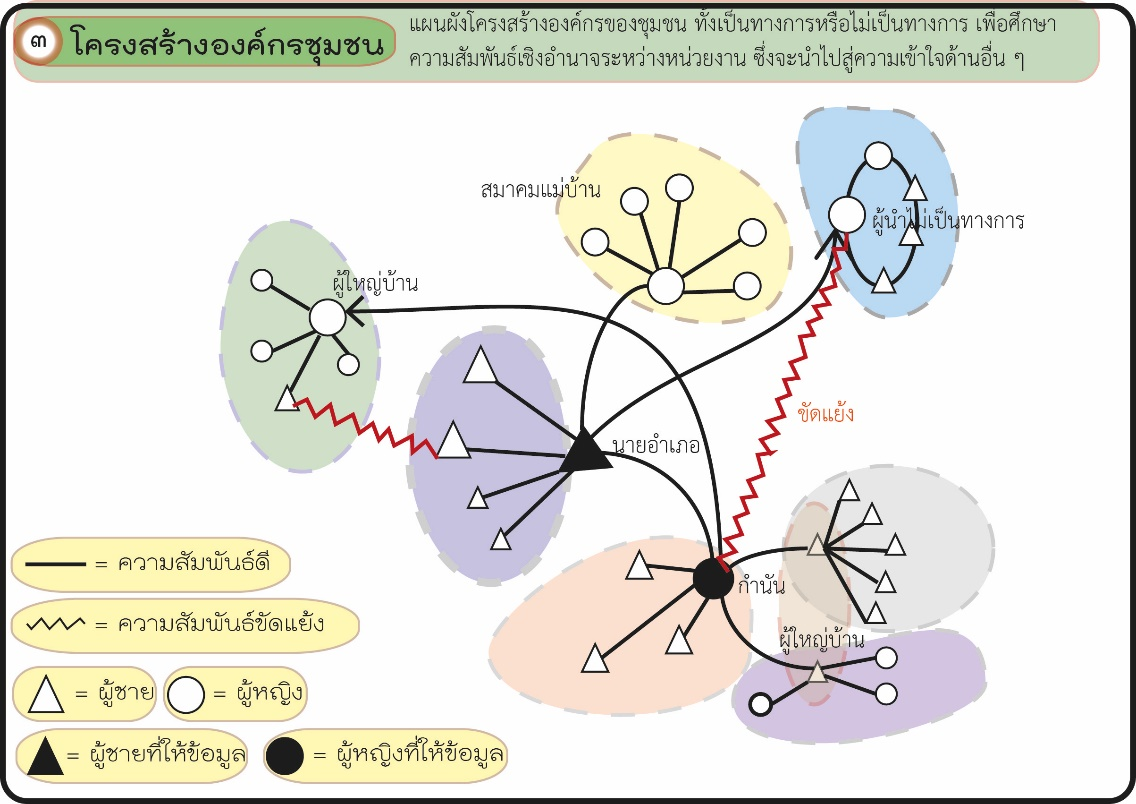 ๓ โครงสร้างองค์กรชุมชน
แผนผังโครงสร้างองค์กรของชุมชน ทั้งเป็นทางการหรือไม่เป็นทางการ เพื่อศึกษา
ความสัมพันธ์เชิงอำนาจระหว่างหน่วยงาน ซึ่งจะนำไปสู่ความเข้าใจด้านอื่น ๆ
สมาคมแม่บ้าน
ผู้นำไม่เป็นทางการ
ผู้ใหญ่บ้าน
ขัดแย้ง
นายอำเภอ
กำนัน
ผู้ใหญ่บ้าน
= ความสัมพันธ์ดี
= ความสัมพันธ์ขัดแย้ง
= ผู้ชาย
= ผู้หญิง
= ผู้ชายที่ให้ข้อมูล
= ผู้หญิงที่ให้ข้อมูล